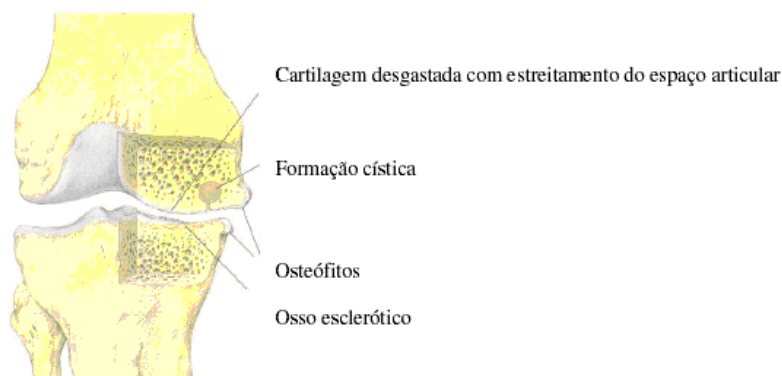 Cartilagem desgastada com estreitamento do espaço articular
Formação cística
Osteófitos
Osso esclerótico